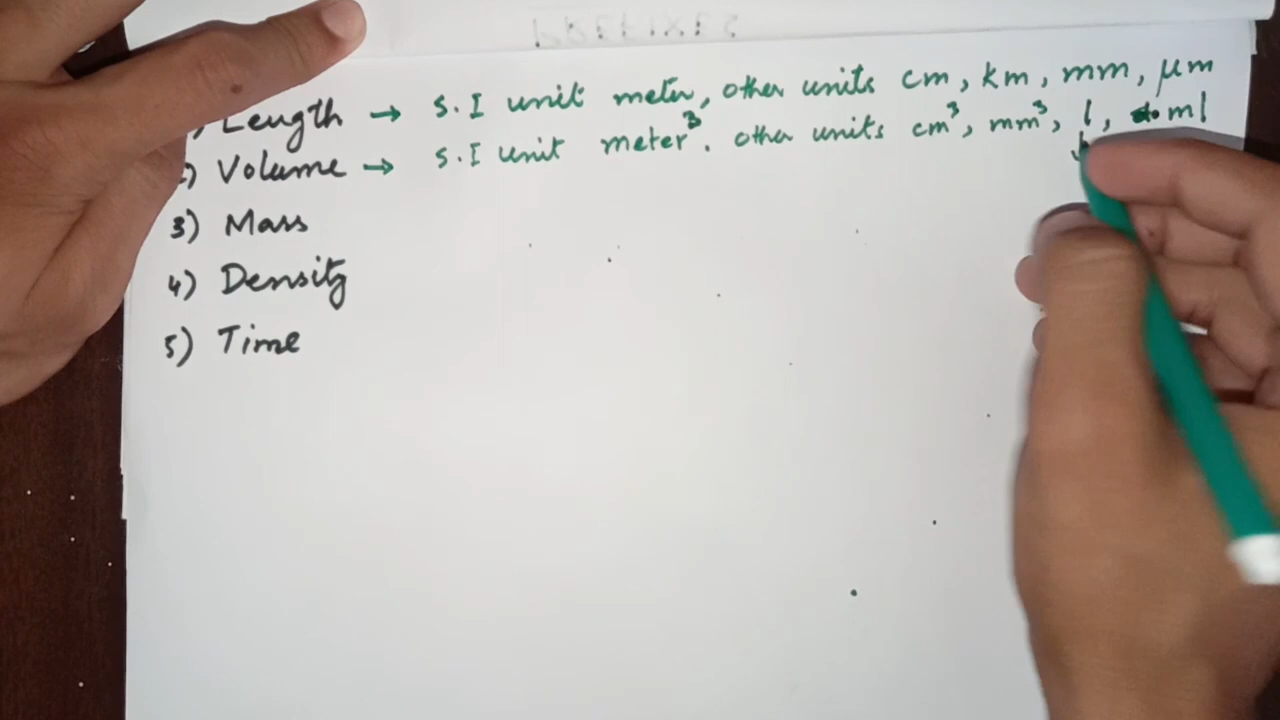 Length → S.I unit meter, other units cm, km, mm, μm
2) Volume → S.I unit meter³. other units cm³, mm³, l, ml
3) Mass
4) Density
5) Time